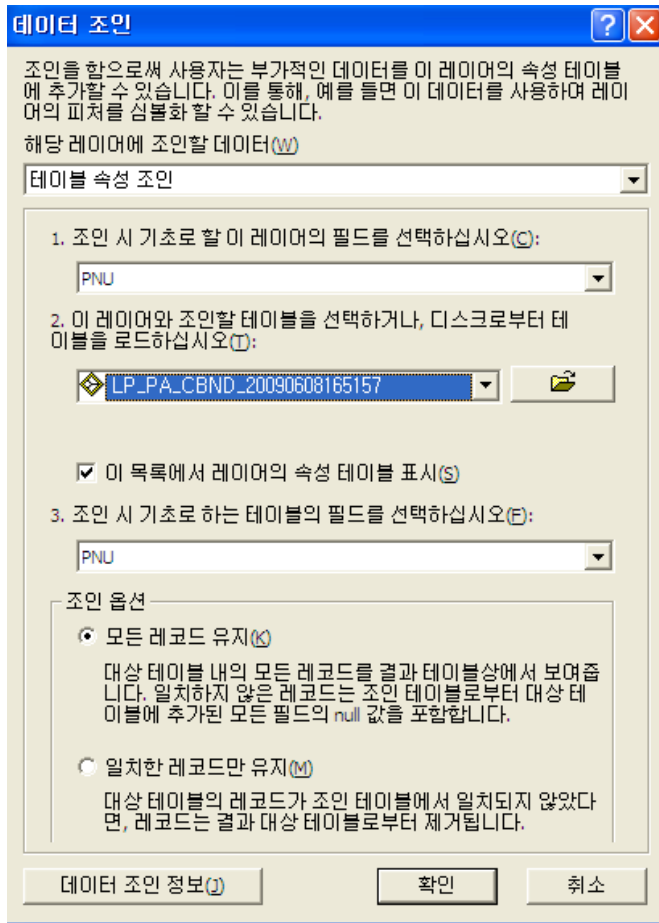 데이터 조인
조인을 함으로써 사용자는 부가적인 데이터를 이 레이어의 속성 테이블
에 추가할 수 있습니다. 이를 통해, 예를 들면 이 데이터를 사용하여 레이
어의 피처를 심볼화 할 수 있습니다.
해당 레이어에 조인할 데이터(W)
테이블 속성 조인
1. 조인 시 기초로 할 이 레이어의 필드를 선택하십시오(C):
PNU
2. 이 레이어와 조인할 테이블을 선택하거나, 디스크로부터 테
이블을 로드하십시오(T):
LP_PA_CBND_20090608165157
이 목록에서 레이어의 속성 테이블 표시(S)
3. 조인 시 기초로 하는 테이블의 필드를 선택하십시오(F):
PNU
조인 옵션
모든 레코드 유지(K)
대상 테이블 내의 모든 레코드를 결과 테이블상에서 보여줍
니다. 일치하지 않은 레코드는 조인 테이블로부터 대상 테
이블에 추가된 모든 필드의 null 값을 포함합니다.
일치한 레코드만 유지(M)
대상 테이블의 레코드가 조인 테이블에서 일치되지 않았다
면, 레코드는 결과 대상 테이블로부터 제거됩니다.
데이터 조인 정보(J)
확인
취소